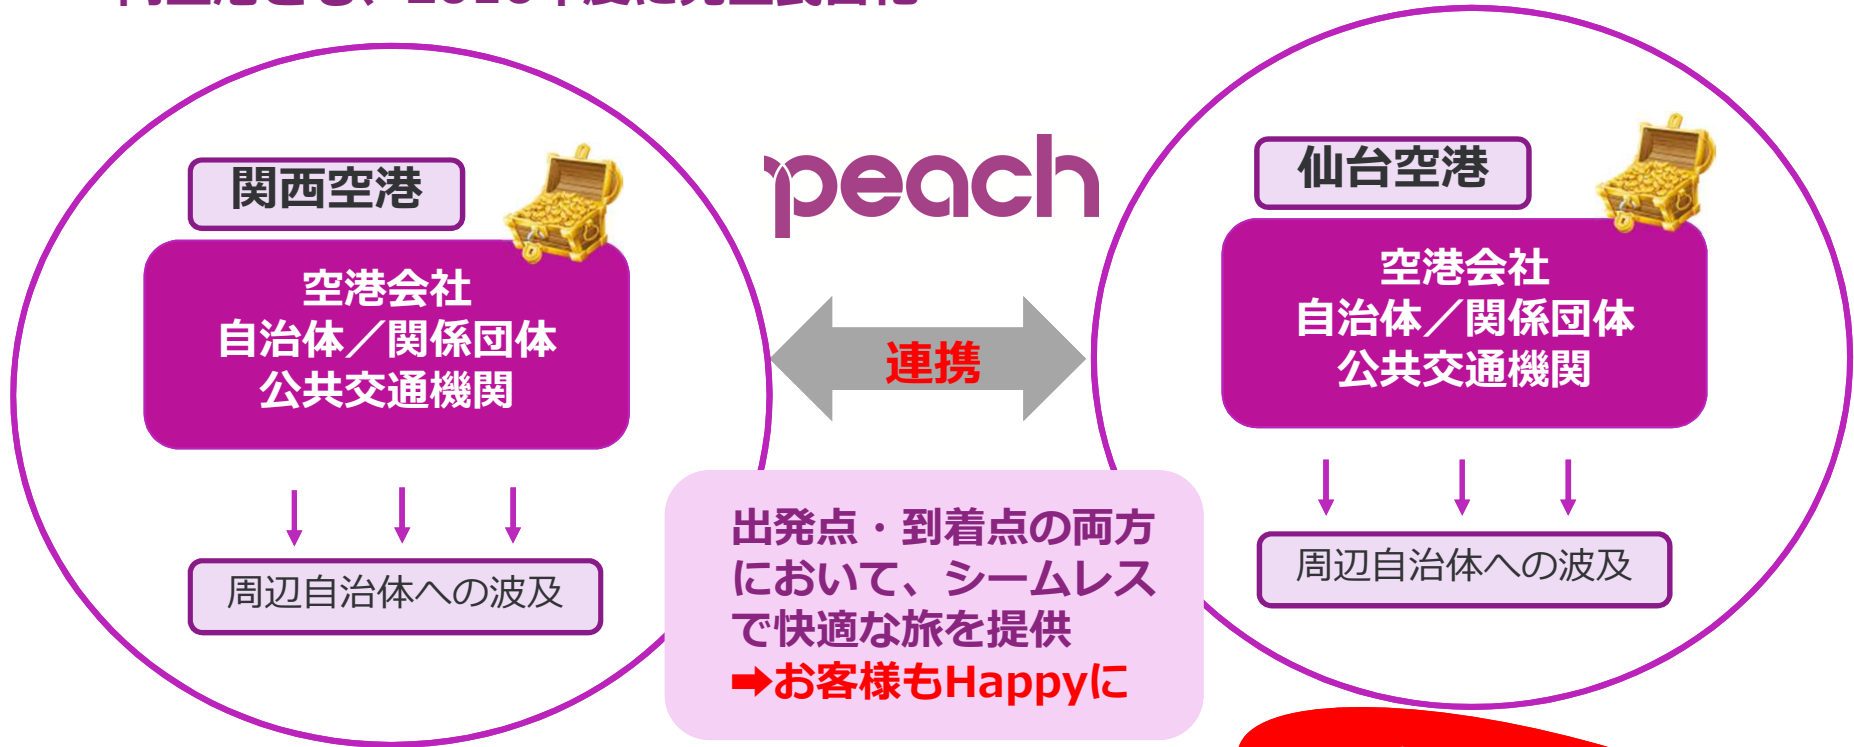 関西空港
空港会社
自治体／関係団体
公共交通機関
周辺自治体への波及
peach
連携
出発点・到着点の両方
において、シームレス
で快適な旅を提供
➡お客様もHappyに
仙台空港
空港会社
自治体／関係団体
公共交通機関
周辺自治体への波及